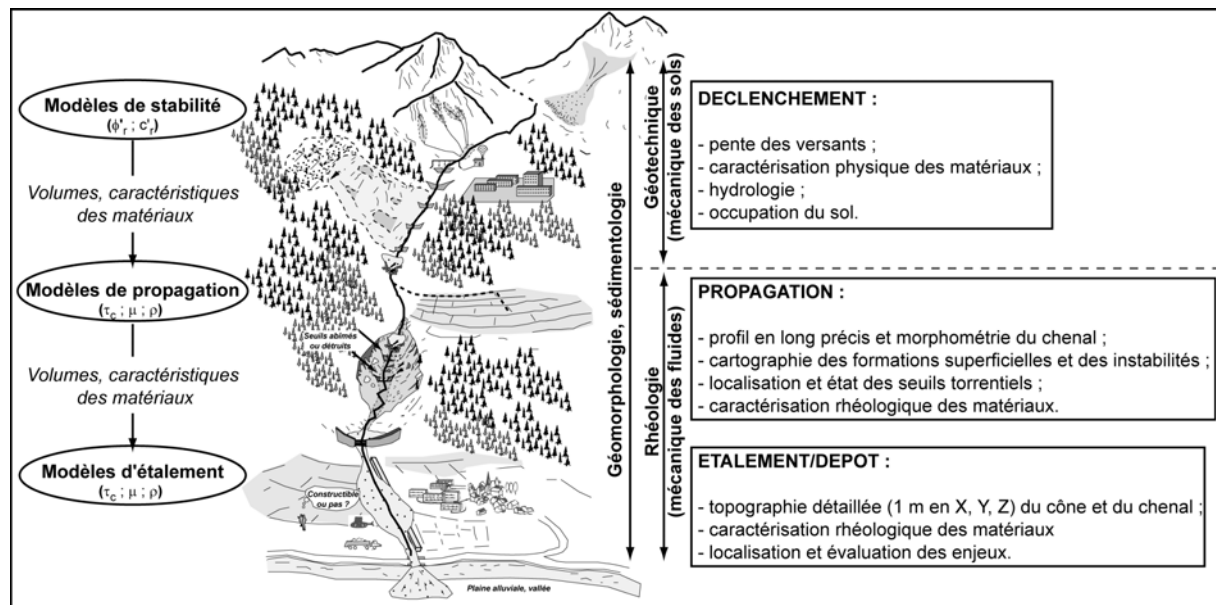 Modèles de stabilité
(ϕ'r ; c'r)
Volumes, caractéristiques
des matériaux
Modèles de propagation
(τc ; μ ; ρ)
Volumes, caractéristiques
des matériaux
Modèles d'étalement
(τc ; μ ; ρ)
Seuils abîmés
ou détruits
Constructible
ou pas ?
Plaine alluviale, vallée
Géomorphologie, sédimentologie
Géotechnique
(mécanique des sols)
Rhéologie
(mécanique des fluides)
DECLENCHEMENT :
- pente des versants ;
- caractérisation physique des matériaux ;
- hydrologie ;
- occupation du sol.
PROPAGATION :
- profil en long précis et morphométrie du chenal ;
- cartographie des formations superficielles et des instabilités ;
- localisation et état des seuils torrentiels ;
- caractérisation rhéologique des matériaux.
ETALEMENT/DEPOT :
- topographie détaillée (1 m en X, Y, Z) du cône et du chenal ;
- caractérisation rhéologique des matériaux
- localisation et évaluation des enjeux.